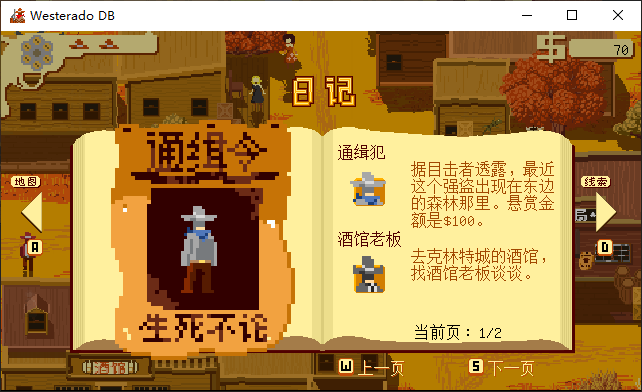 Westerado DB
$ 70
日记
通缉令
生死不论
地图
A
通缉犯
据目击者透露，最近
这个强盗出现在东边
的森林那里。悬赏金
额是$100。
酒馆老板
去克林特城的酒馆，
找酒馆老板谈谈。
当前页：1/2
线索
D
酒馆
W 上一页
S 下一页